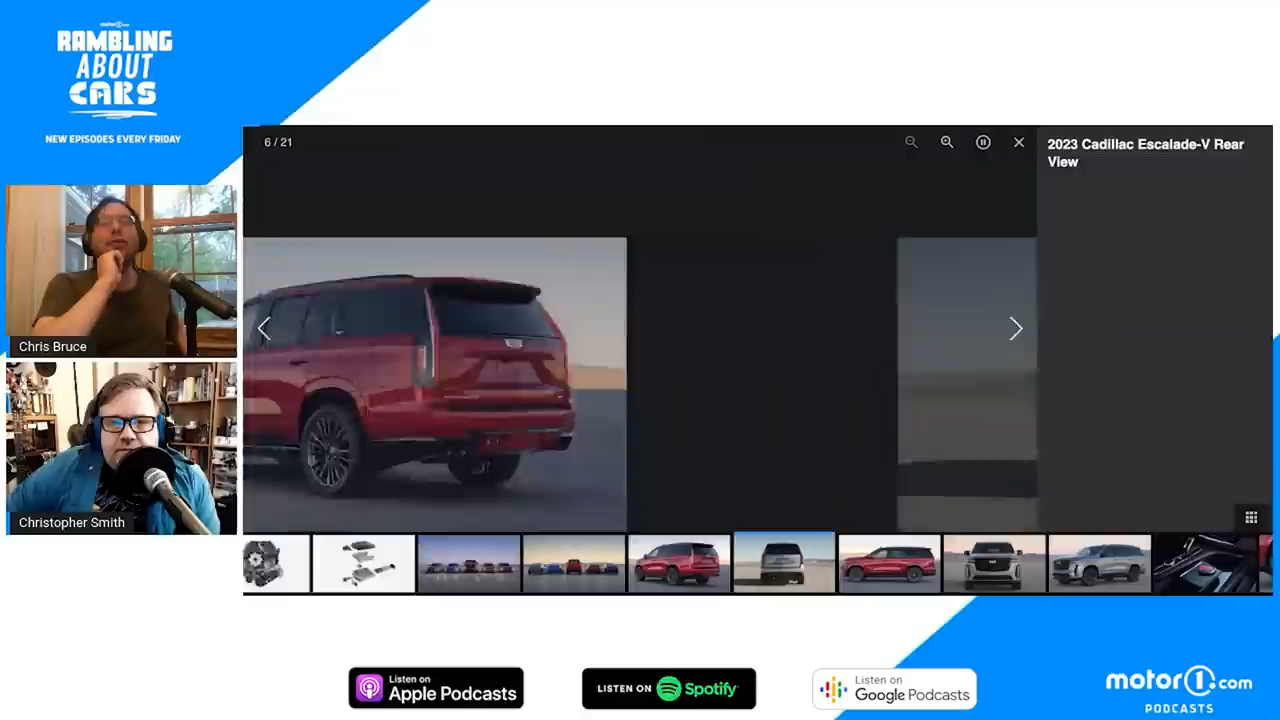 motor1.com
RAMBLING
ABOUT
CARS
NEW EPISODES EVERY FRIDAY
6 / 21
2023 Cadillac Escalade-V Rear
View
Chris Bruce
Christopher Smith
Listen on
Apple Podcasts
LISTEN ON Spotify
Listen on
Google Podcasts
motor1.com
PODCASTS